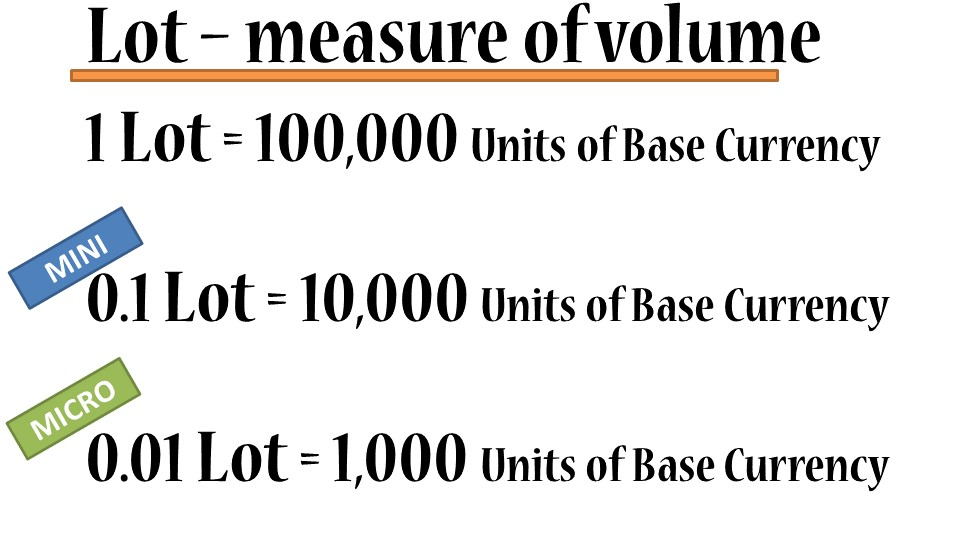 Lot – measure of volume
1 Lot = 100,000 Units of Base Currency
MINI
0.1 Lot = 10,000 Units of Base Currency
MICRO
0.01 Lot = 1,000 Units of Base Currency